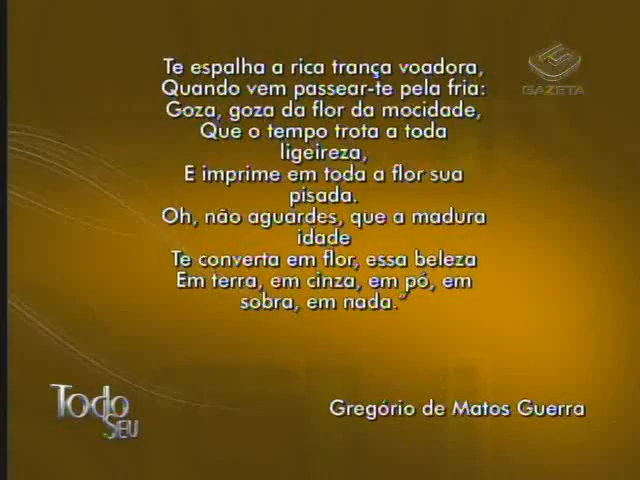 Te espalha a rica trança voadora,
Quando vem passear-te pela fria:
Goza, goza da flor da mocidade,
Que o tempo trota a toda
ligeireza,
E imprime em toda a flor sua
pisada.
Oh, não aguardes, que a madura
idade
Te converta em flor, essa beleza
Em terra, em cinza, em pó, em
sobra, em nada.”
Gregório de Matos Guerra
Todo
SEU
GAZETA